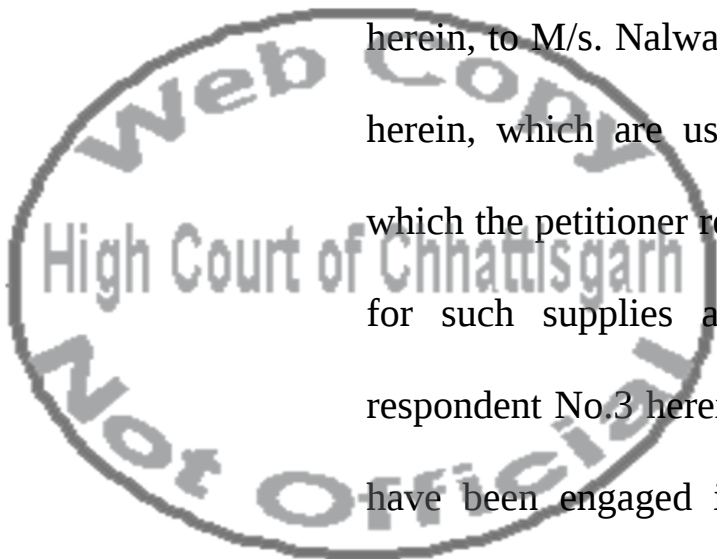 herein, to M/s. Nalwa
Web Copy
herein, which are us
which the petitioner
High Court of Chhattisgarh
for such supplies a
respondent No.3 herei
have been engaged
Not Official